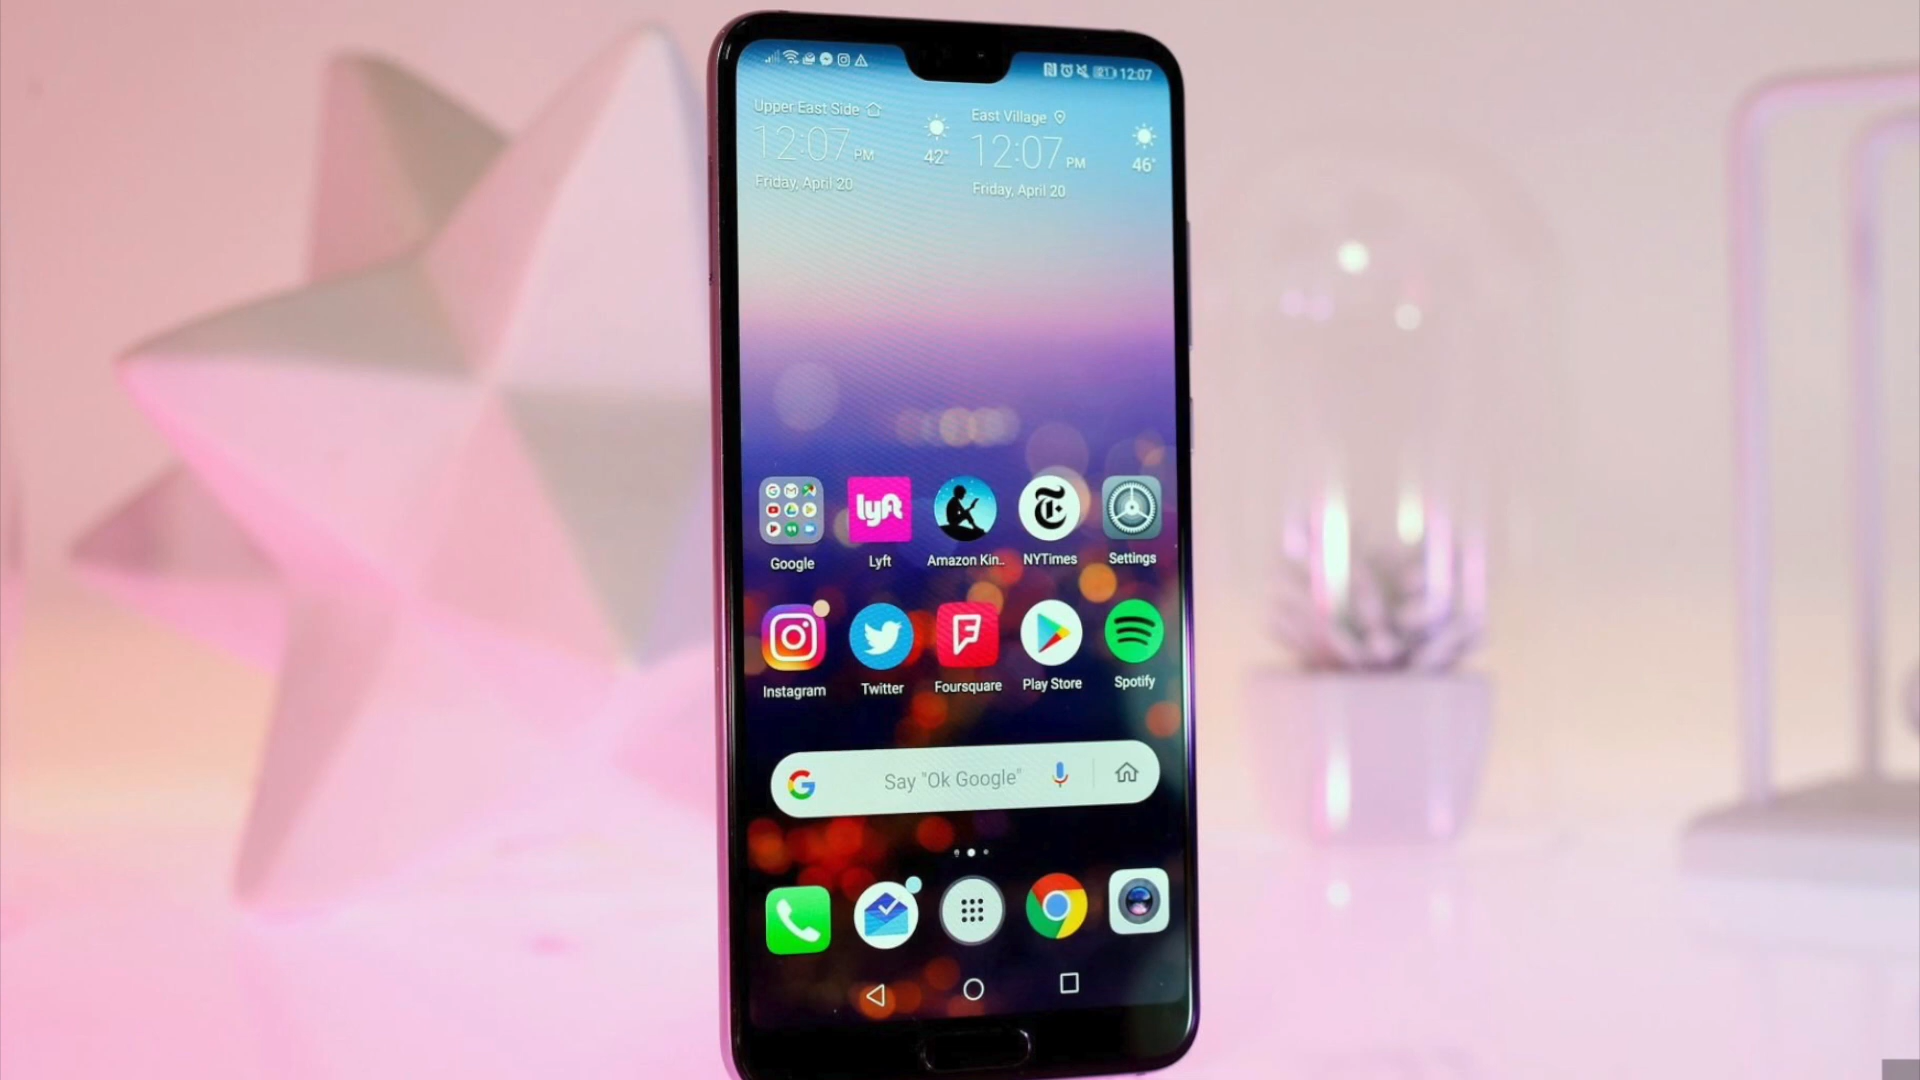 12:07
Upper East Side
12:07 PM
42°
Friday, April 20
East Village
12:07 PM
46°
Friday, April 20
lyft
Google
Lyft
Amazon Kin..
NYTimes
Settings
Instagram
Twitter
Foursquare
Play Store
Spotify
Say "Ok Google"